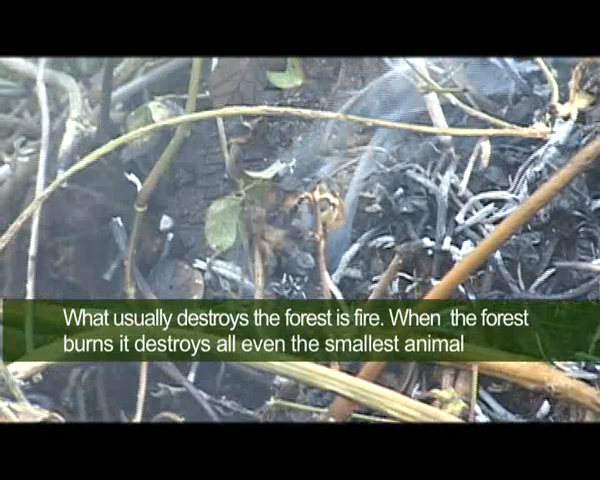 What usually destroys the forest is fire. When  the forest
burns it destroys all even the smallest animal